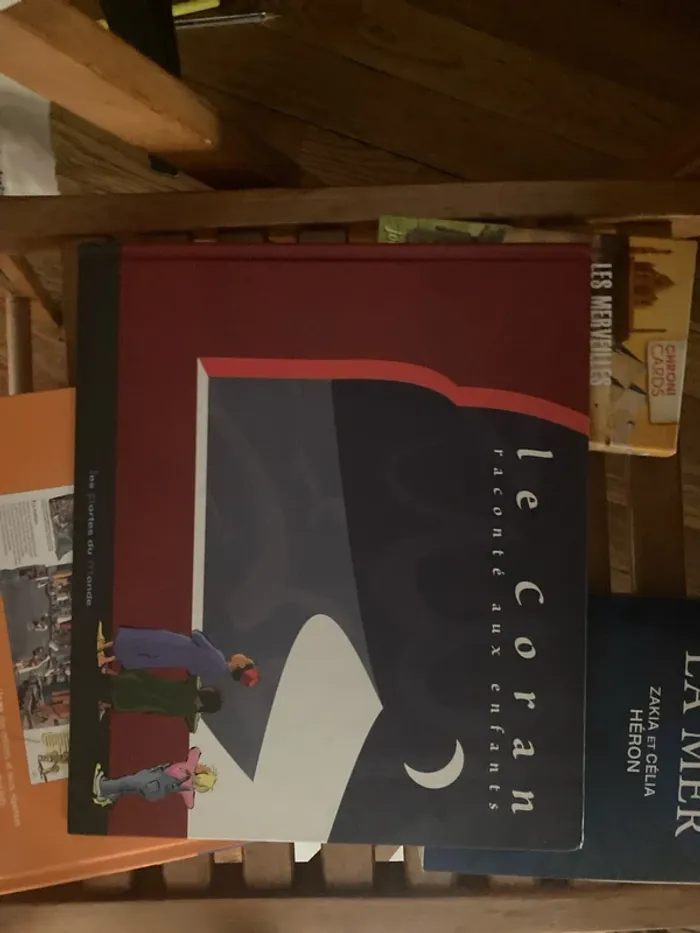 le Coran
raconté aux enfants
les portes du monde
LES MERVEILLES
CHRONI
CARDS
LA MER
ZAKIA ET CÉLIA
HÉRON